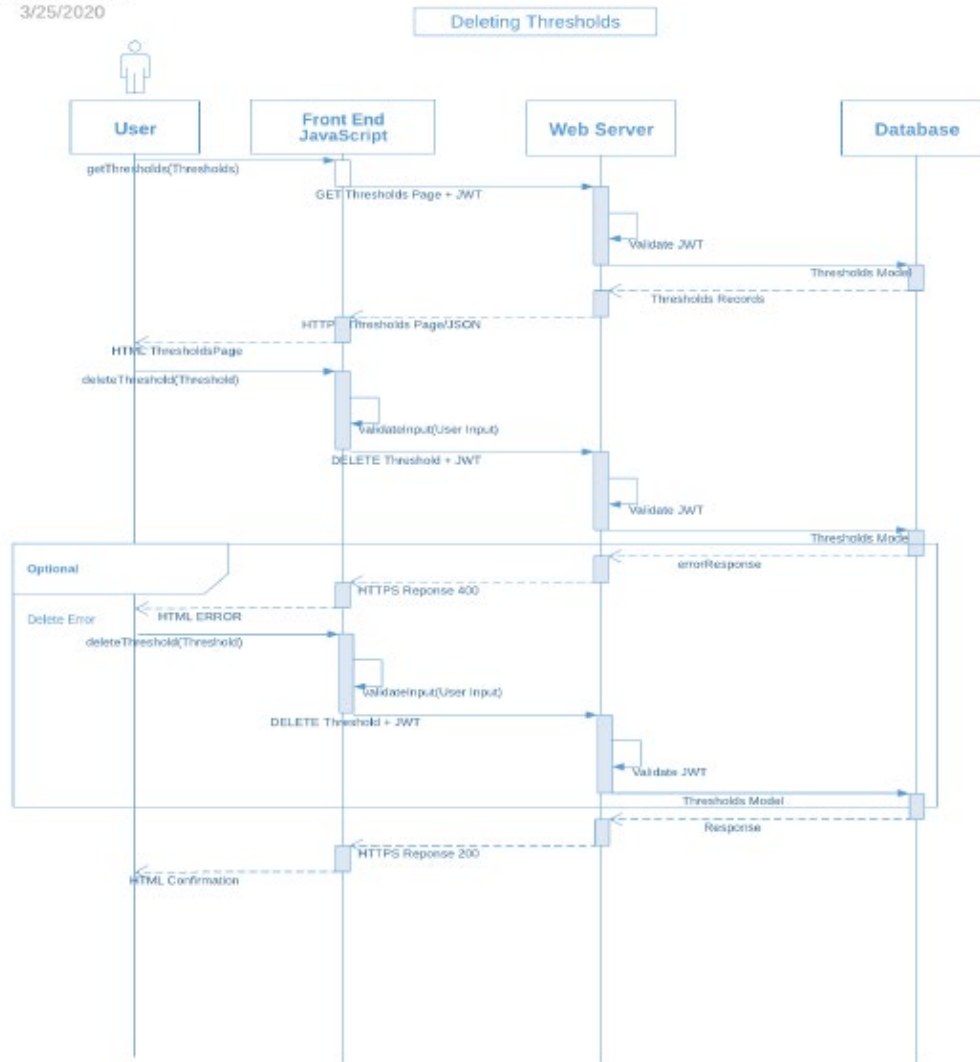 3/25/2020
Deleting Thresholds
User
Front End
JavaScript
Web Server
Database
getThresholds(Thresholds)
GET Thresholds Page + JWT
Validate JWT
Thresholds Model
Thresholds Records
HTTP Thresholds Page/JSON
HTML ThresholdsPage
deleteThreshold(Threshold)
validateInput(User Input)
DELETE Threshold + JWT
Validate JWT
Thresholds Model
Optional
errorResponse
HTTPS Reponse 400
Delete Error
HTML ERROR
deleteThreshold(Threshold)
validateInput(User Input)
DELETE Threshold + JWT
Validate JWT
Thresholds Model
Response
HTTPS Reponse 200
HTML Confirmation